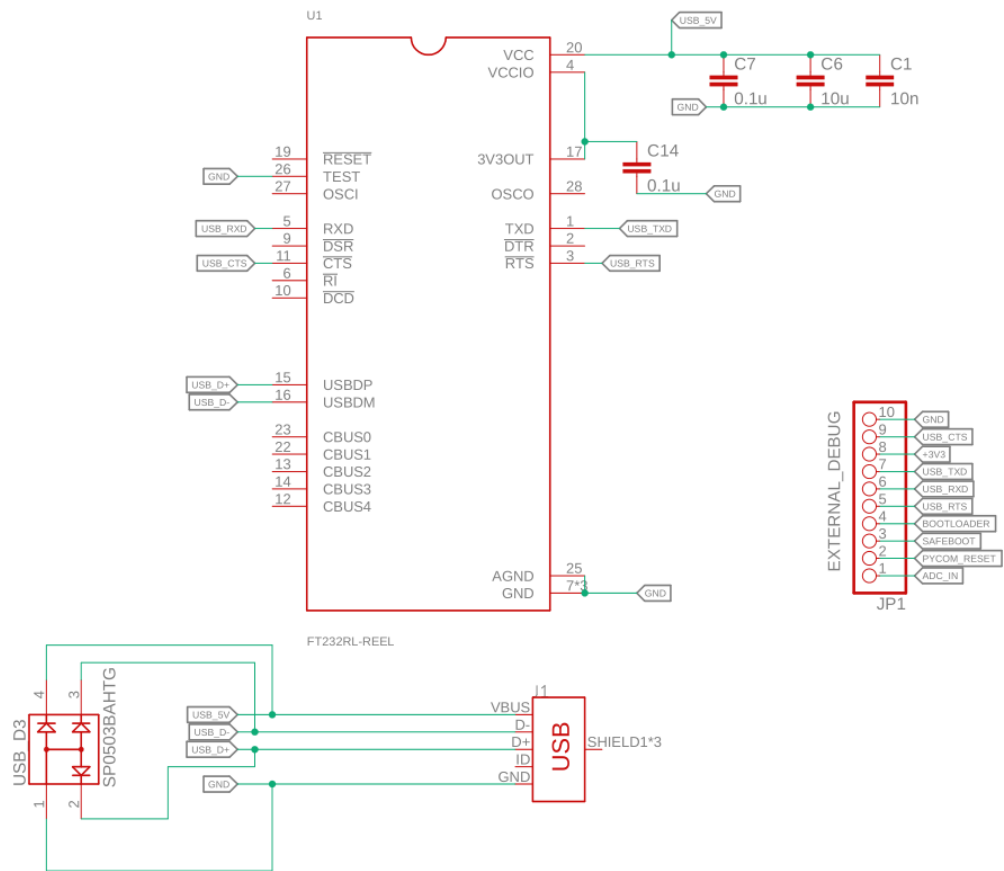 U1
USB_5V
VCC 20
VCCIO 4
C7
0.1u
C6
10u
C1
10n
GND
19 RESET
GND 26 TEST
27 OSCI
3V3OUT 17
C14
0.1u
GND
OSCO 28
USB_RXD 5 RXD
9 DSR
USB_CTS 11 CTS
6 RI
10 DCD
TXD 1 USB_TXD
DTR 2
RTS 3 USB_RTS
USB_D+ 15 USBDP
USB_D- 16 USBDM
23 CBUS0
22 CBUS1
13 CBUS2
14 CBUS3
12 CBUS4
AGND 25
GND 7*3 GND
FT232RL-REEL
EXTERNAL_DEBUG
10 GND
9 USB_CTS
8 +3V3
7 USB_TXD
6 USB_RXD
5 USB_RTS
4 BOOTLOADER
3 SAFEBOOT
2 PYCOM_RESET
1 ADC_IN
JP1
USB_D3
4
3
1
2
SP0503BAHTG
USB_5V
USB_D-
USB_D+
GND
J1
VBUS
D-
D+
ID
GND
USB
SHIELD1*3